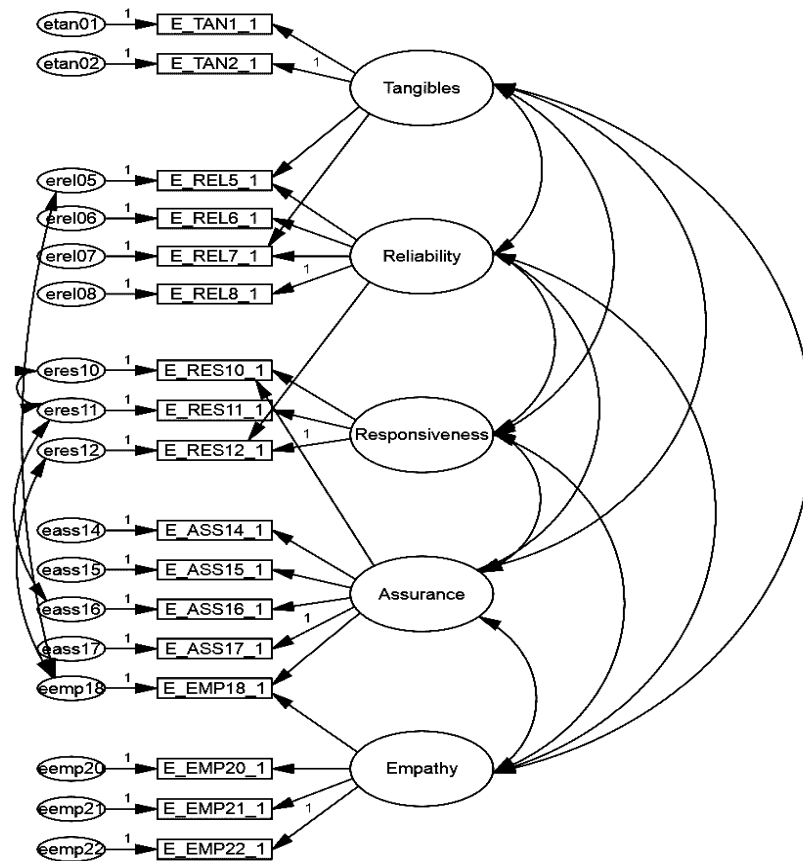 etan01 1 E_TAN1_1
etan02 1 E_TAN2_1 1
Tangibles
erel05 1 E_REL5_1
erel06 1 E_REL6_1
erel07 1 E_REL7_1 Reliability
erel08 1 E_REL8_1 1
eres10 1 E_RES10_1
eres11 1 E_RES11_1
Responsiveness
eres12 1 E_RES12_1 1
eass14 1 E_ASS14_1
eass15 1 E_ASS15_1
Assurance
eass16 1 E_ASS16_1
eass17 1 E_ASS17_1 1
eemp18 1 E_EMP18_1
eemp20 1 E_EMP20_1 Empathy
eemp21 1 E_EMP21_1
eemp22 1 E_EMP22_1 1